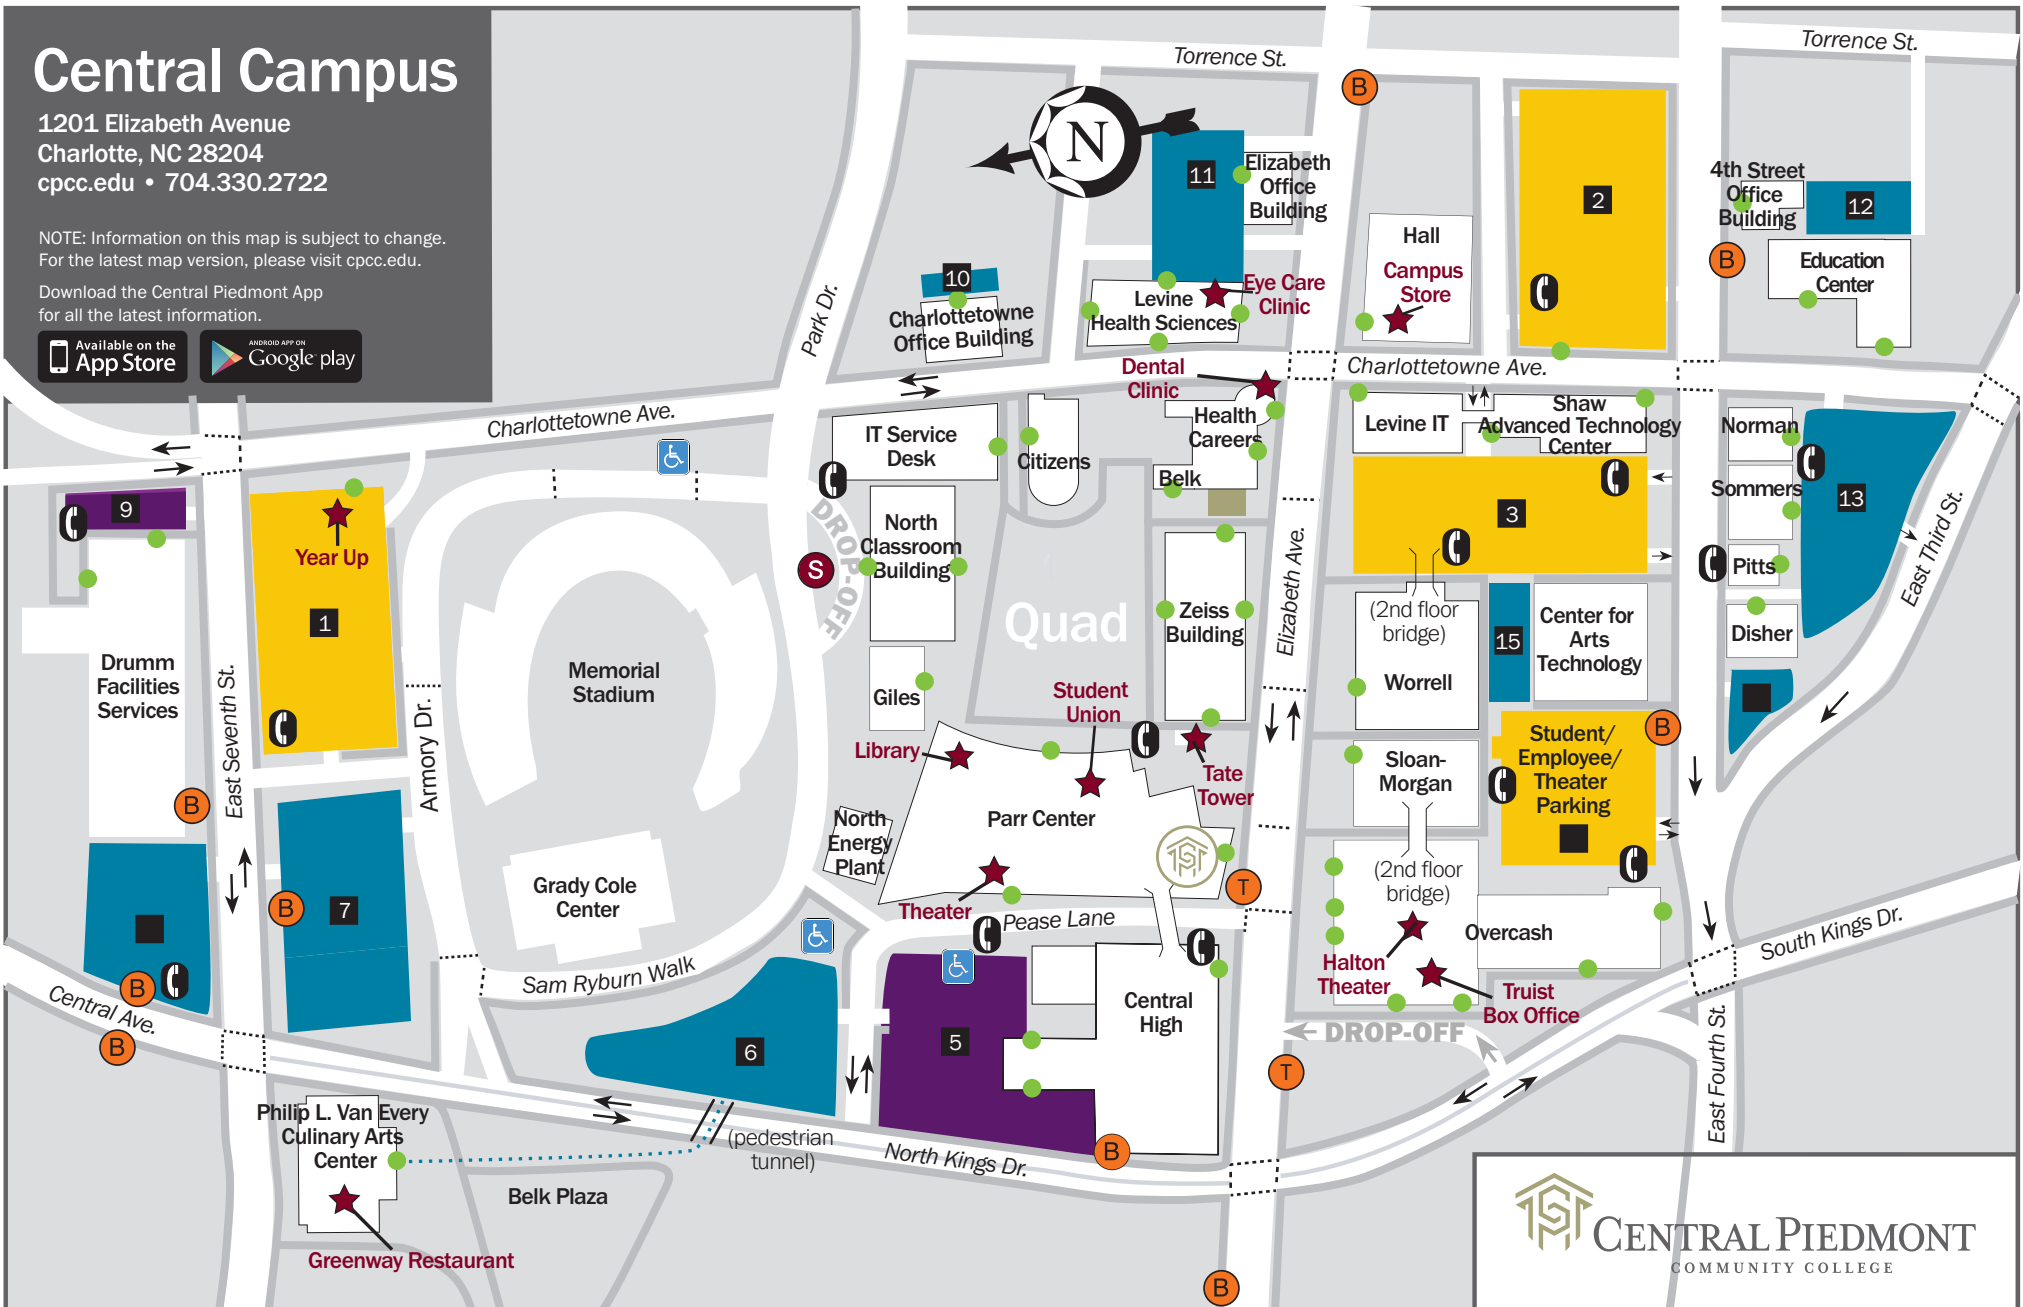 Central Campus
1201 Elizabeth Avenue
Charlotte, NC 28204
cpcc.edu • 704.330.2722
NOTE: Information on this map is subject to change.
For the latest map version, please visit cpcc.edu.
Download the Central Piedmont App
for all the latest information.
Available on the
App Store
ANDROID APP ON
Google play
Torrence St.
Torrence St.
B
N
11
Elizabeth
Office
Building
2
4th Street
Office
Building
12
B
Hall
Campus
Store
Education
Center
10
Charlottetowne
Office Building
Levine
Health Sciences
Eye Care
Clinic
Park Dr.
Charlottetowne Ave.
Dental
Clinic
Charlottetowne Ave.
IT Service
Desk
Citizens
Health
Careers
Belk
Levine IT
Shaw
Advanced Technology
Center
Norman
Sommers
13
Pitts
Disher
East Third St.
9
Year Up
1
Drumm
Facilities
Services
East Seventh St.
Armory Dr.
Memorial
Stadium
DROP-OFF
S
North
Classroom
Building
Giles
Quad
Zeiss
Building
Elizabeth Ave.
3
(2nd floor
bridge)
Worrell
15
Center for
Arts
Technology
Student
Union
Library
Tate
Tower
Parr Center
North
Energy
Plant
Theater
Sloan-
Morgan
Student/
Employee/
Theater
Parking
B
(2nd floor
bridge)
Overcash
Halton
Theater
Truist
Box Office
B
B
7
Grady Cole
Center
T
Pease Lane
South Kings Dr.
Sam Ryburn Walk
B
Central Ave.
B
6
5
Central
High
DROP-OFF
T
East Fourth St.
Philip L. Van Every
Culinary Arts
Center
(pedestrian
tunnel)
North Kings Dr.
B
Belk Plaza
Greenway Restaurant
B
CENTRAL PIEDMONT
COMMUNITY COLLEGE